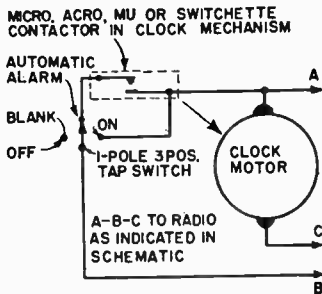 MICRO, ACRO, MU OR SWITCHETTE
CONTACTOR IN CLOCK MECHANISM
AUTOMATIC
ALARM
A
BLANK
ON
OFF
1-POLE 3POS.
TAP SWITCH
CLOCK
MOTOR
A-B-C TO RADIO
AS INDICATED IN
SCHEMATIC
C
B